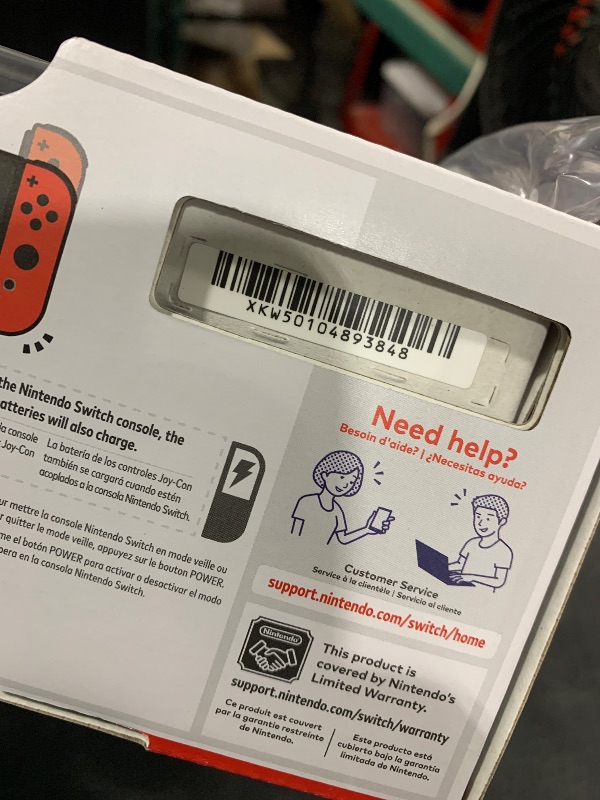 XKW50104893848
the Nintendo Switch console, the
atteries will also charge.
la console
Joy-Con
La batería de los controles Joy-Con
también se cargará cuando estén
acoplados a la consola Nintendo Switch.
ur mettre la console Nintendo Switch en mode veille ou
r quitter le mode veille, appuyez sur le bouton POWER.
me el botón POWER para activar o desactivar el modo
pera en la consola Nintendo Switch.
Need help?
Besoin d'aide? | ¿Necesitas ayuda?
Customer Service
Service à la clientèle | Servicio al cliente
support.nintendo.com/switch/home
Nintendo
This product is
covered by Nintendo's
Limited Warranty.
support.nintendo.com/switch/warranty
Ce produit est couvert
par la garantie restreinte
de Nintendo.
Este producto está
cubierto bajo la garantía
limitada de Nintendo.